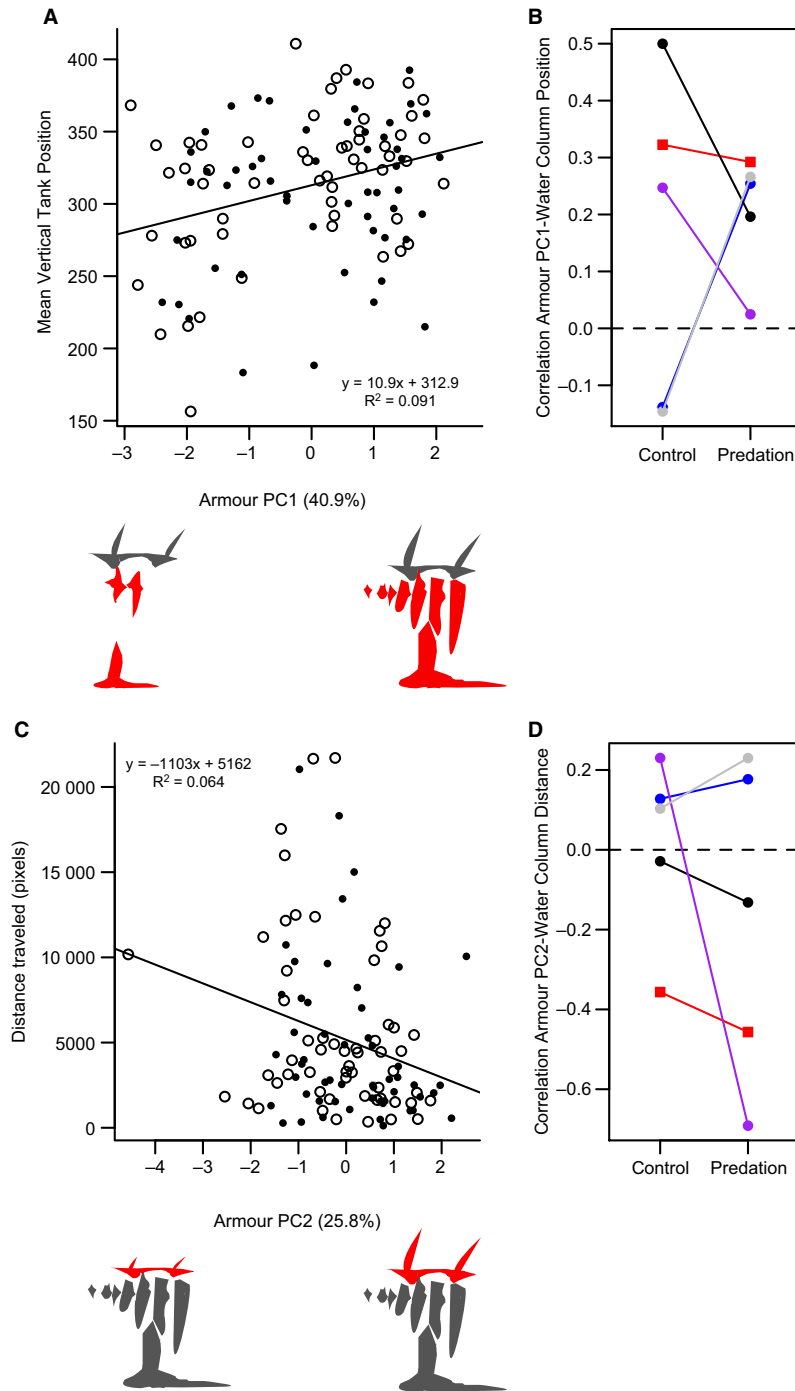 A
Mean Vertical Tank Position
400
350
300
250
200
150
y = 10.9x + 312.9
R² = 0.091
–3
–2
–1
0
1
2
Armour PC1 (40.9%)
B
Correlation Armour PC1-Water Column Position
0.5
0.4
0.3
0.2
0.1
0.0
–0.1
Control
Predation
C
Distance traveled (pixels)
y = –1103x + 5162
R² = 0.064
20 000
15 000
10 000
5000
0
–4
–3
–2
–1
0
1
2
Armour PC2 (25.8%)
D
Correlation Armour PC2-Water Column Distance
0.2
0.0
–0.2
–0.4
–0.6
Control
Predation